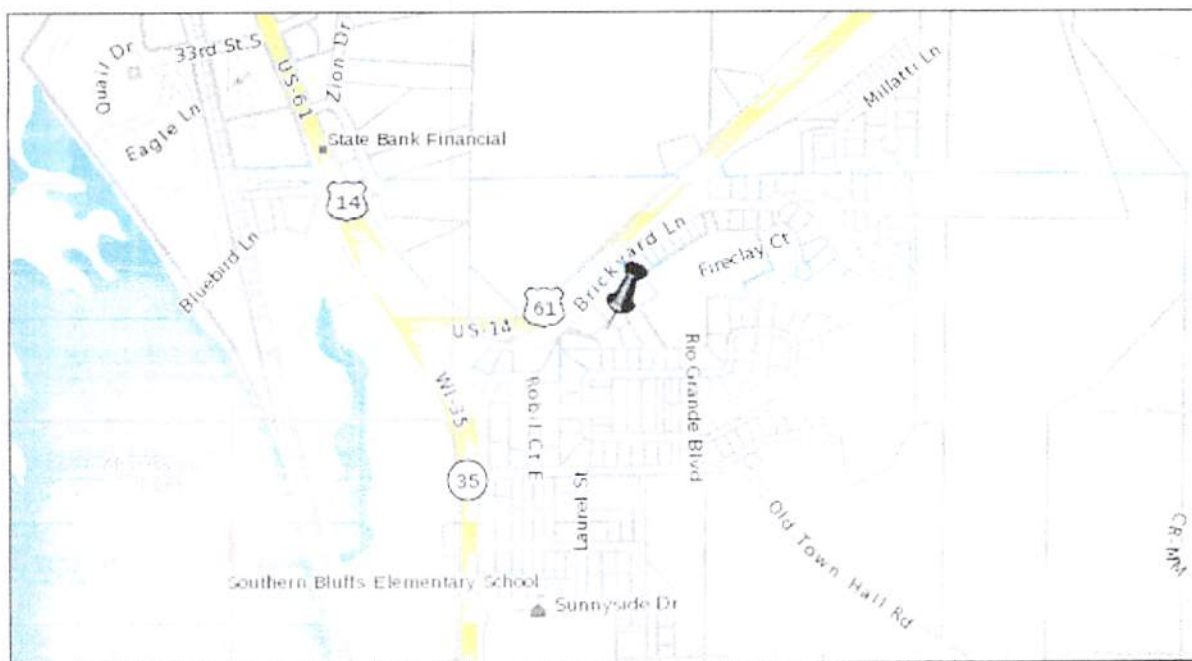 Quail Dr
33rd St S
US-61
Zion Dr
Eagle Ln
State Bank Financial
Millatti Ln
14
Bluebird Ln
Brickyard Ln
Fireclay Ct
61
US-14
Rio Grande Blvd
WI-35
Robil Ct E
35
Laurel St
Old Town Hall Rd
CR-MM
Southern Bluffs Elementary School
Sunnyside Dr